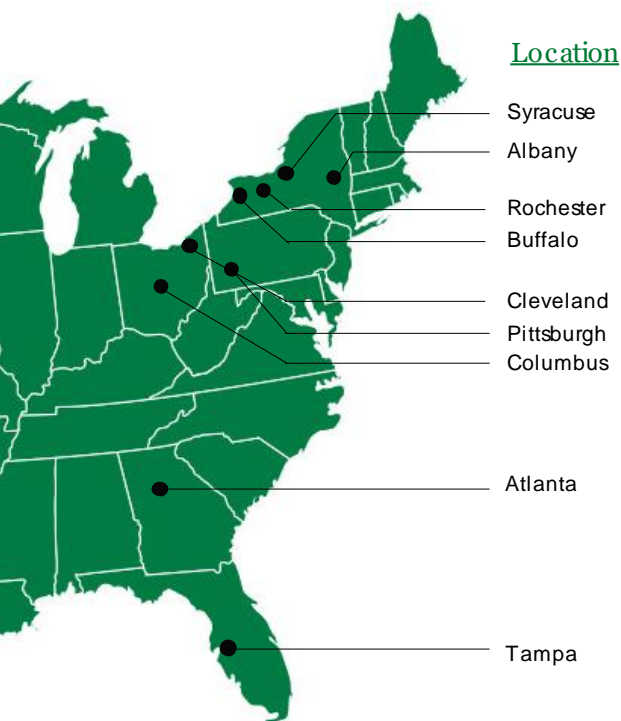 Location
Syracuse
Albany
Rochester
Buffalo
Cleveland
Pittsburgh
Columbus
Atlanta
Tampa